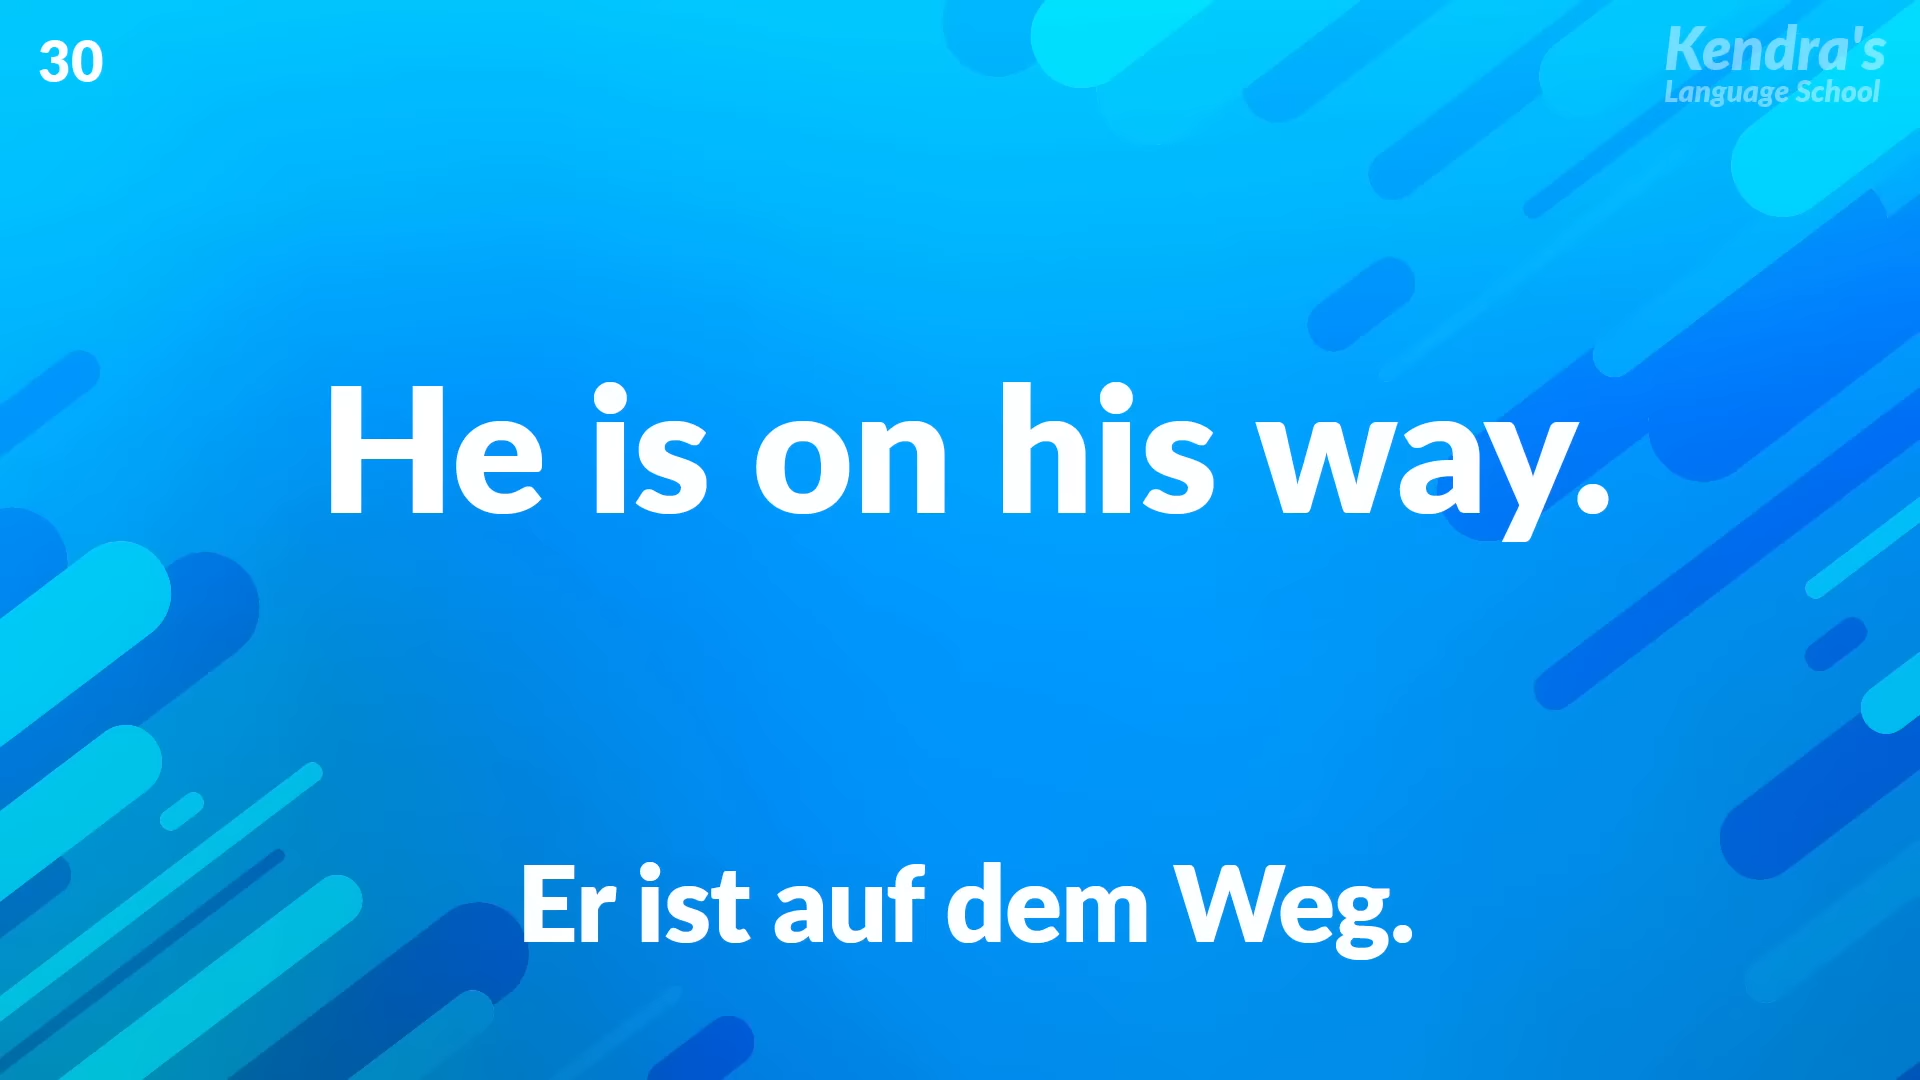 30
Kendra's
Language School
He is on his way.
Er ist auf dem Weg.